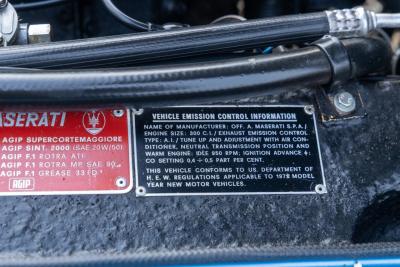 MASERATI
AGIP SUPERCORTEMAGGIORE
AGIP SINT. 2000 (SAE 20W/50)
AGIP F.1 ROTRA ATF
AGIP F.1 ROTRA MP SAE 90
AGIP F.1 GREASE 33 FD
AGIP
VEHICLE EMISSION CONTROL INFORMATION
NAME OF MANUFACTURER: OFF. A. MASERATI S.P.A./
ENGINE SIZE: 300 C.I./ EXHAUST EMISSION CONTROL
TYPE: A.I./ TUNE UP AND ADJUSTMENT WITH AIR CON-
DITIONER, NEUTRAL TRANSMISSION POSITION AND
WARM ENGINE: IDLE 950 RPM; IGNITION ADVANCE
CO SETTING 0,4 ÷ 0,5 PART PER CENT.
THIS VEHICLE CONFORMS TO U.S. DEPARTMENT OF
H.E.W. REGULATIONS APPLICABLE TO 1972 MODEL
YEAR NEW MOTOR VEHICLES.